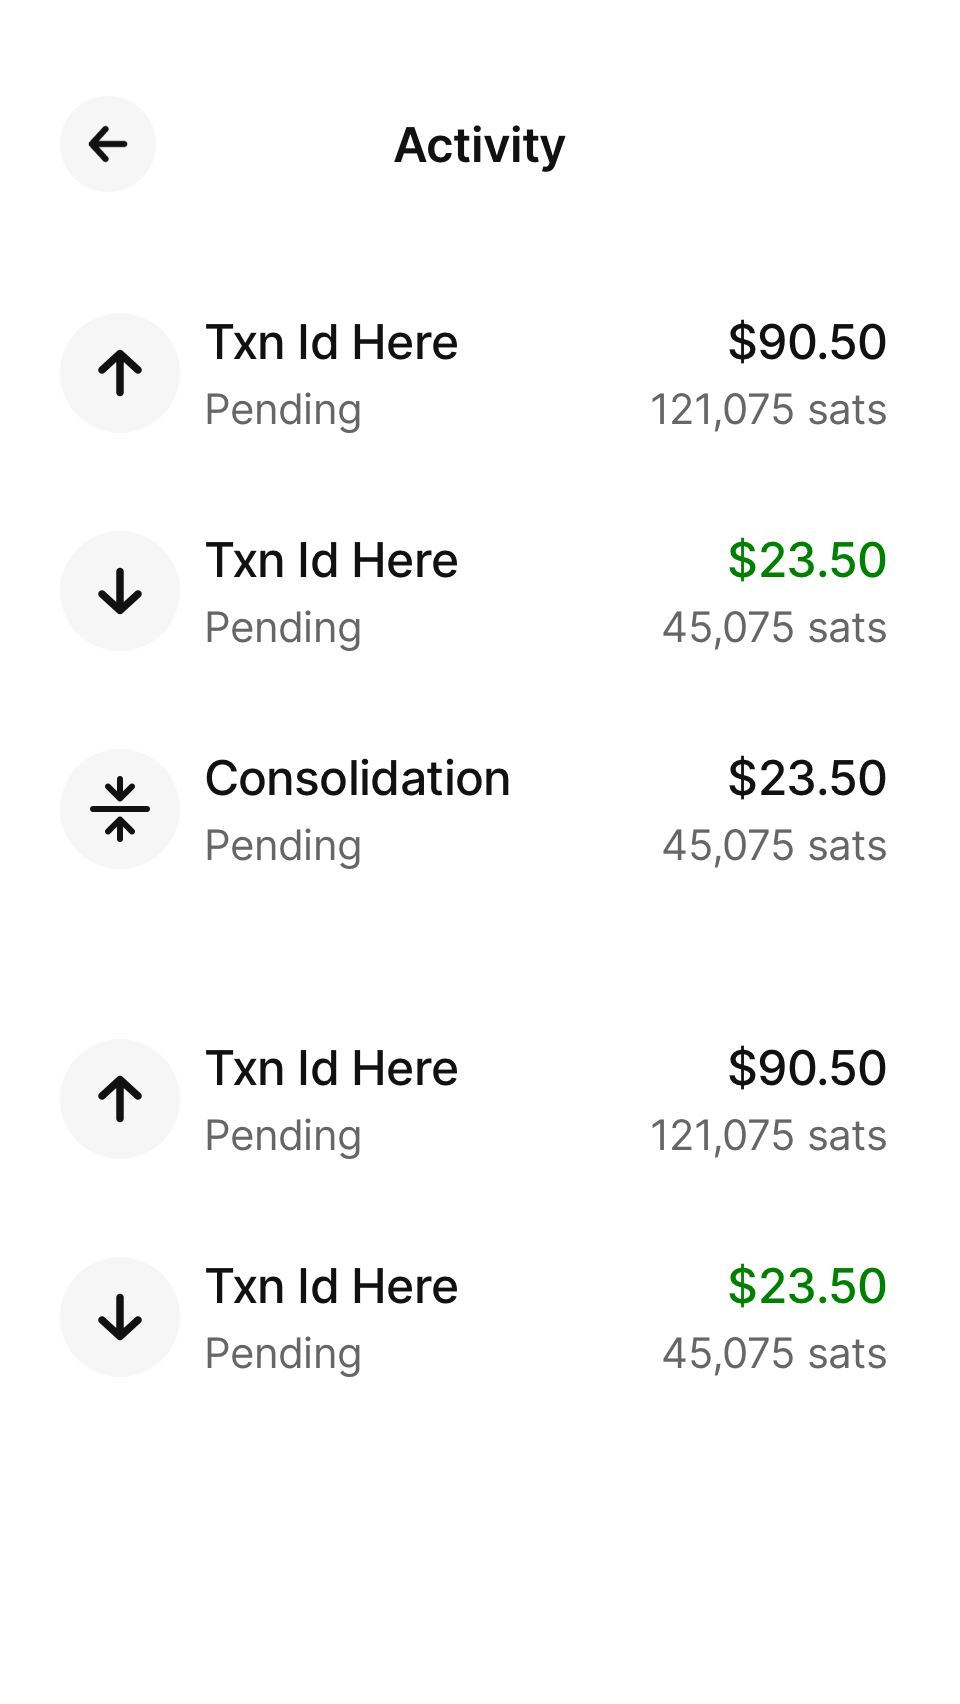 Activity
Txn Id Here $90.50
Pending 121,075 sats
Txn Id Here $23.50
Pending 45,075 sats
Consolidation $23.50
Pending 45,075 sats
Txn Id Here $90.50
Pending 121,075 sats
Txn Id Here $23.50
Pending 45,075 sats